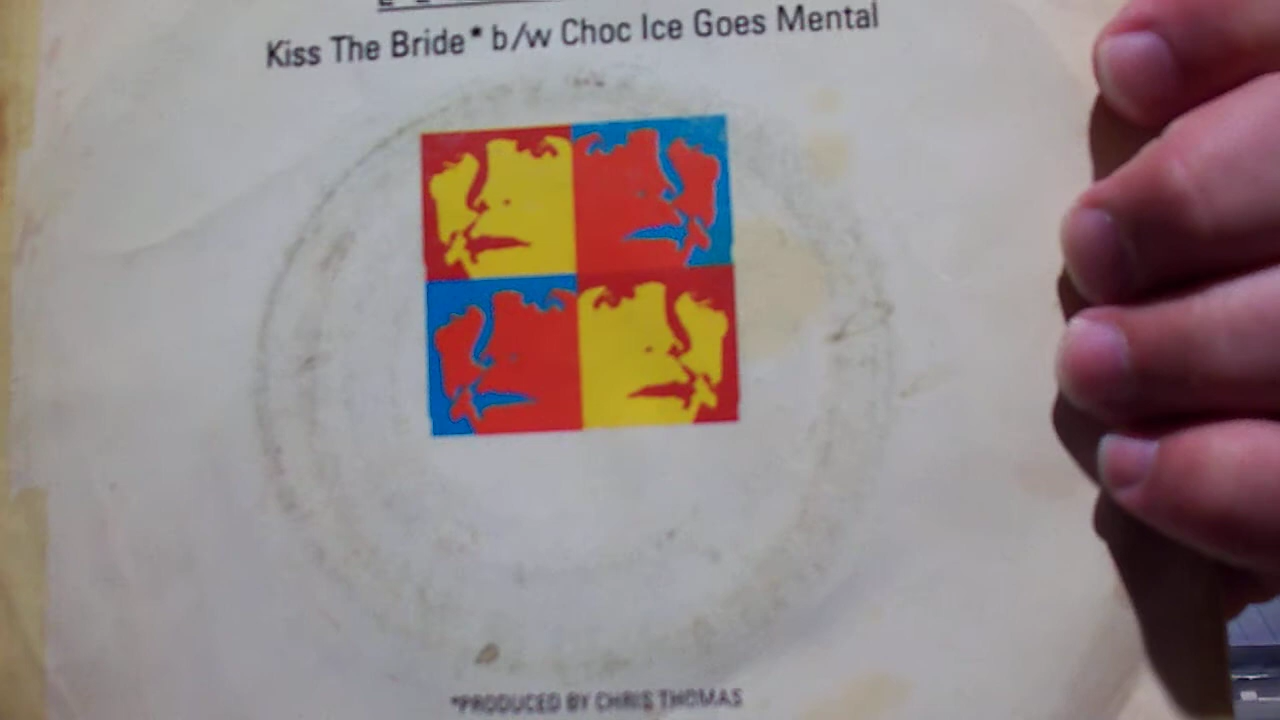 Kiss The Bride* b/w Choc Ice Goes Mental
*PRODUCED BY CHRIS THOMAS